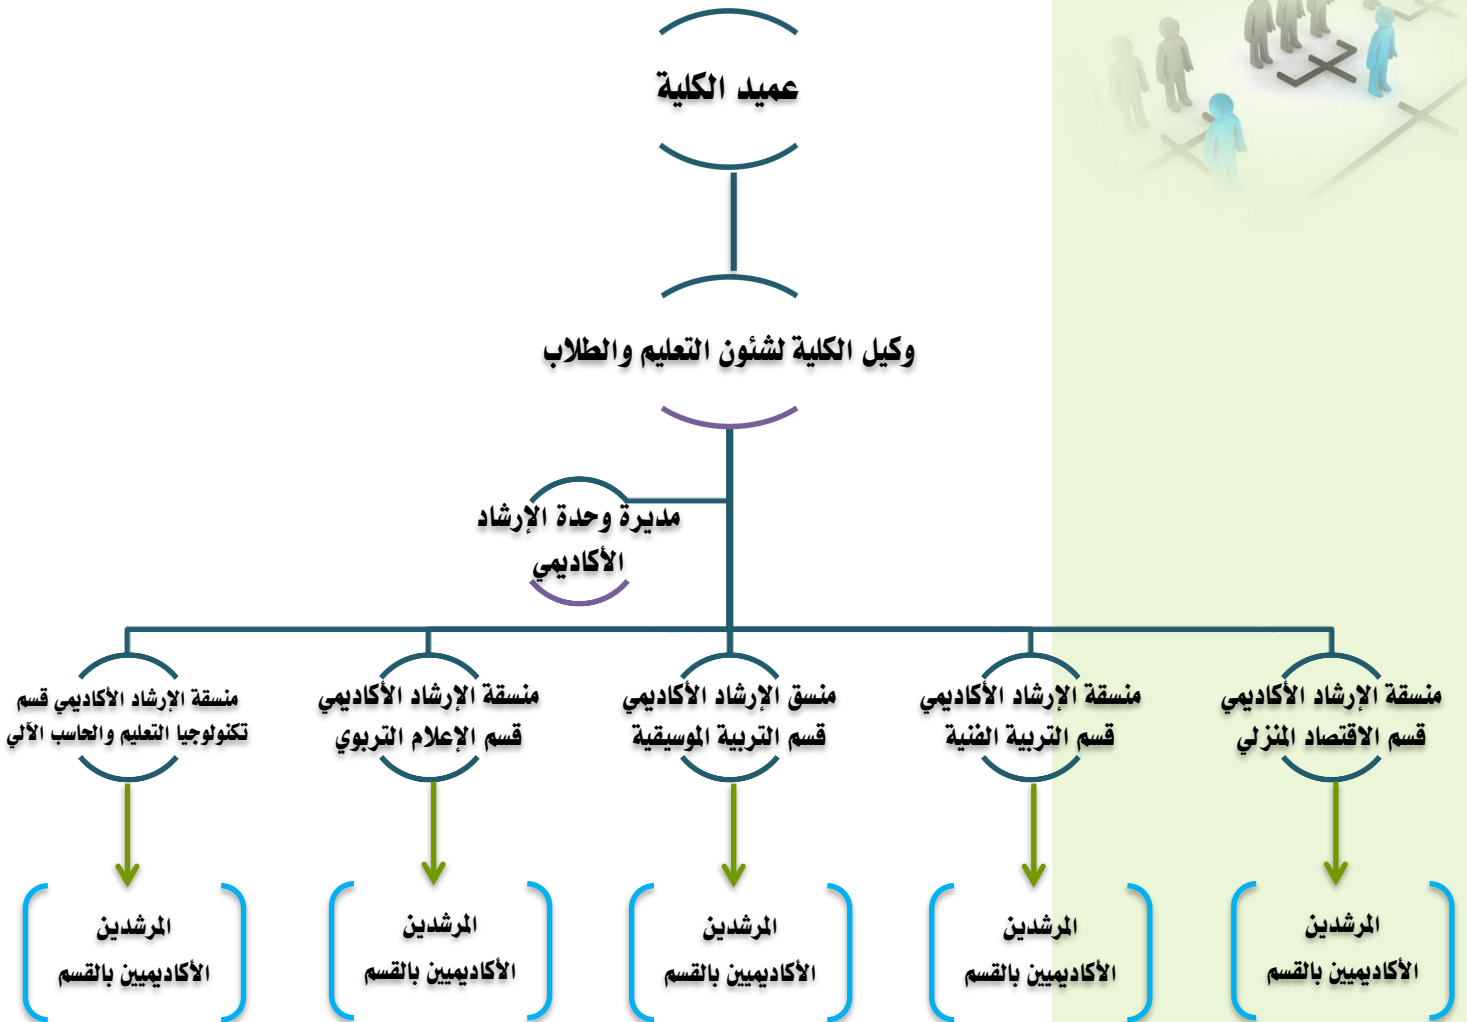 عميد الكلية
وكيل الكلية لشئون التعليم والطلاب
مديرة وحدة الإرشاد
الأكاديمي
منسقة الإرشاد الأكاديمي
قسم الاقتصاد المنزلي
منسقة الإرشاد الأكاديمي
قسم التربية الفنية
منسق الإرشاد الأكاديمي
قسم التربية الموسيقية
منسقة الإرشاد الأكاديمي
قسم الإعلام التربوي
منسقة الإرشاد الأكاديمي قسم
تكنولوجيا التعليم والحاسب الآلي
المرشدين
الأكاديميين بالقسم
المرشدين
الأكاديميين بالقسم
المرشدين
الأكاديميين بالقسم
المرشدين
الأكاديميين بالقسم
المرشدين
الأكاديميين بالقسم